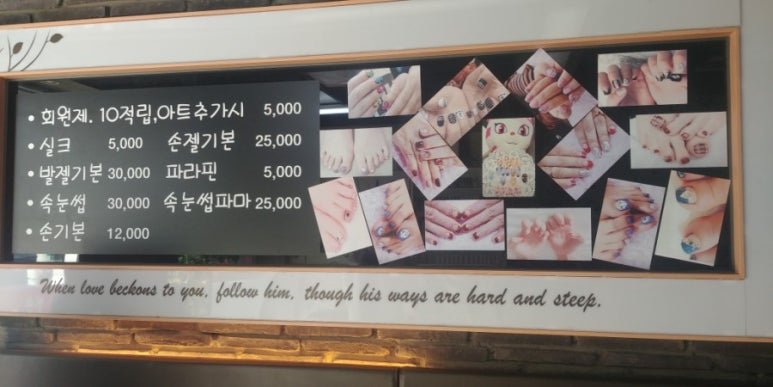 • 회원제. 10적립,아트추가시 5,000
• 실크 5,000 손젤기본 25,000
• 발젤기본 30,000 파라핀 5,000
• 속눈썹 30,000 속눈썹파마 25,000
• 손기본 12,000
When love beckons to you, follow him, though his ways are hard and steep.